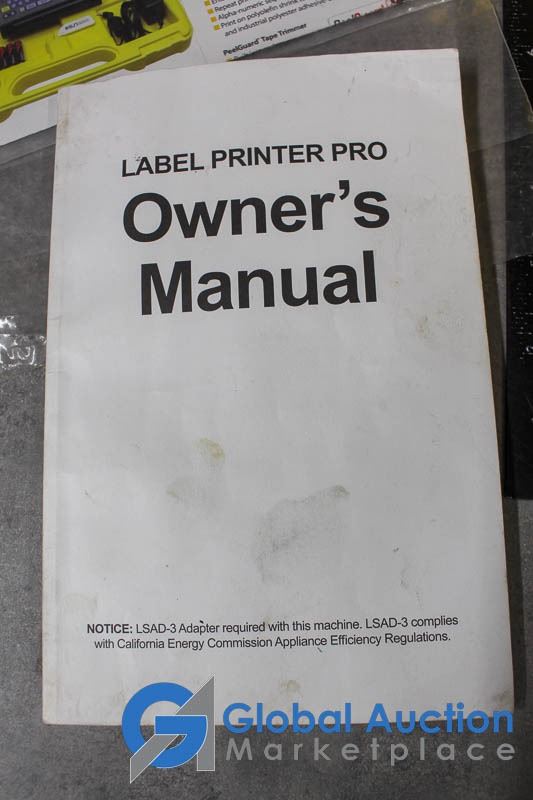 Repeat pri
Alpha-numeric seq
Print on polyolefin shrink
and industrial polyester adhesive
PeelGuard® Tape Trimmer
LABEL PRINTER PRO
Owner's
Manual
NOTICE: LSAD-3 Adapter required with this machine. LSAD-3 complies
with California Energy Commission Appliance Efficiency Regulations.
Global Auction
Marketplace